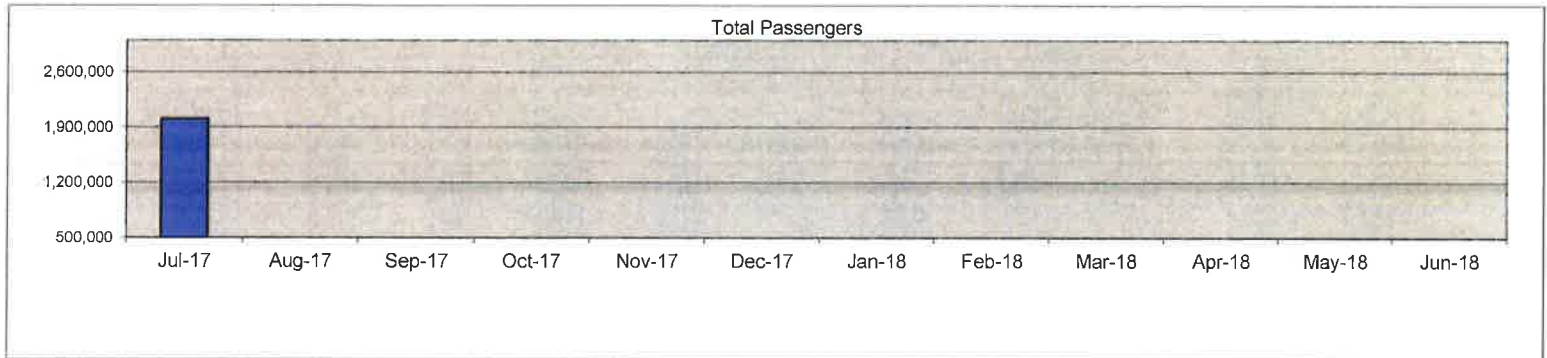 Total Passengers
2,600,000
1,900,000
1,200,000
500,000
Jul-17 Aug-17 Sep-17 Oct-17 Nov-17 Dec-17 Jan-18 Feb-18 Mar-18 Apr-18 May-18 Jun-18